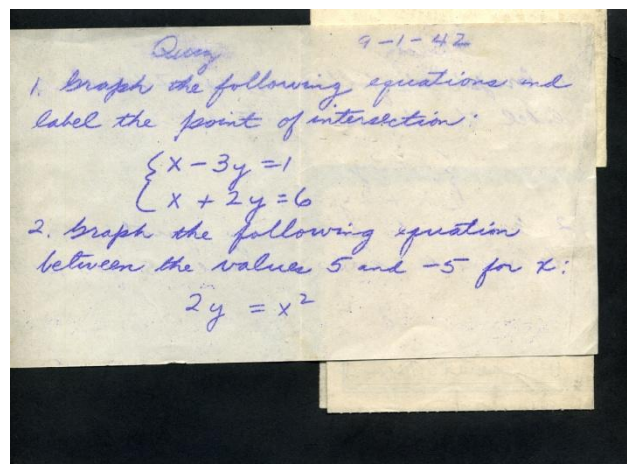 Quiz 9-1-42
1. Graph the following equations and
label the point of intersection:
{x - 3y = 1
x + 2y = 6
2. Graph the following equation
between the values 5 and -5 for x:
2y = x²